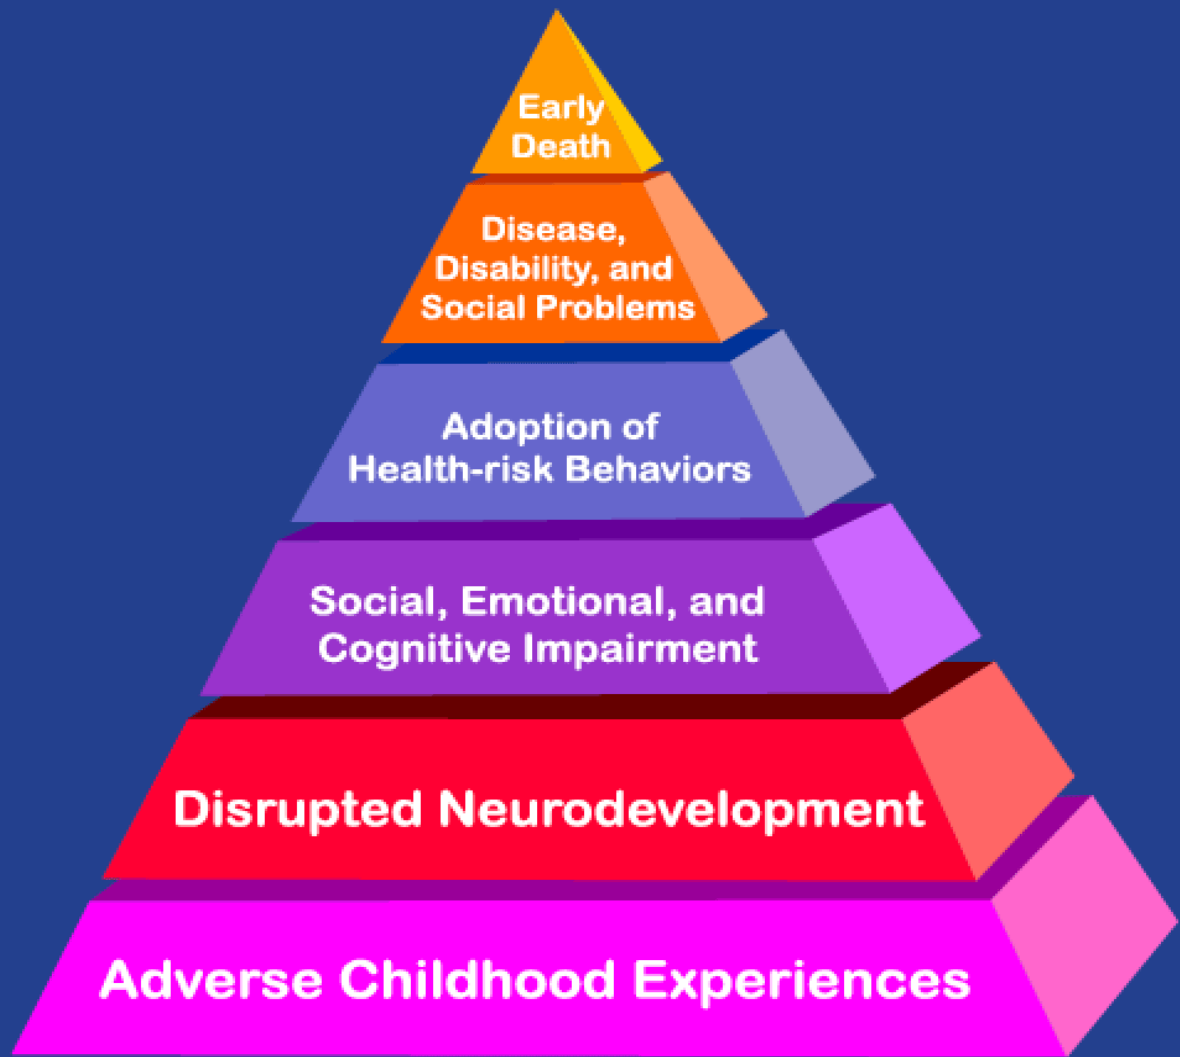 Early
Death
Disease,
Disability, and
Social Problems
Adoption of
Health-risk Behaviors
Social, Emotional, and
Cognitive Impairment
Disrupted Neurodevelopment
Adverse Childhood Experiences